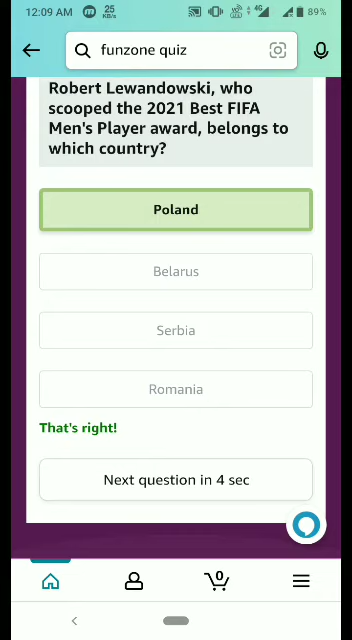 12:09 AM m 25 KB/s 4G 89%
funzone quiz
Robert Lewandowski, who
scooped the 2021 Best FIFA
Men's Player award, belongs to
which country?
Poland
Belarus
Serbia
Romania
That's right!
Next question in 4 sec
0